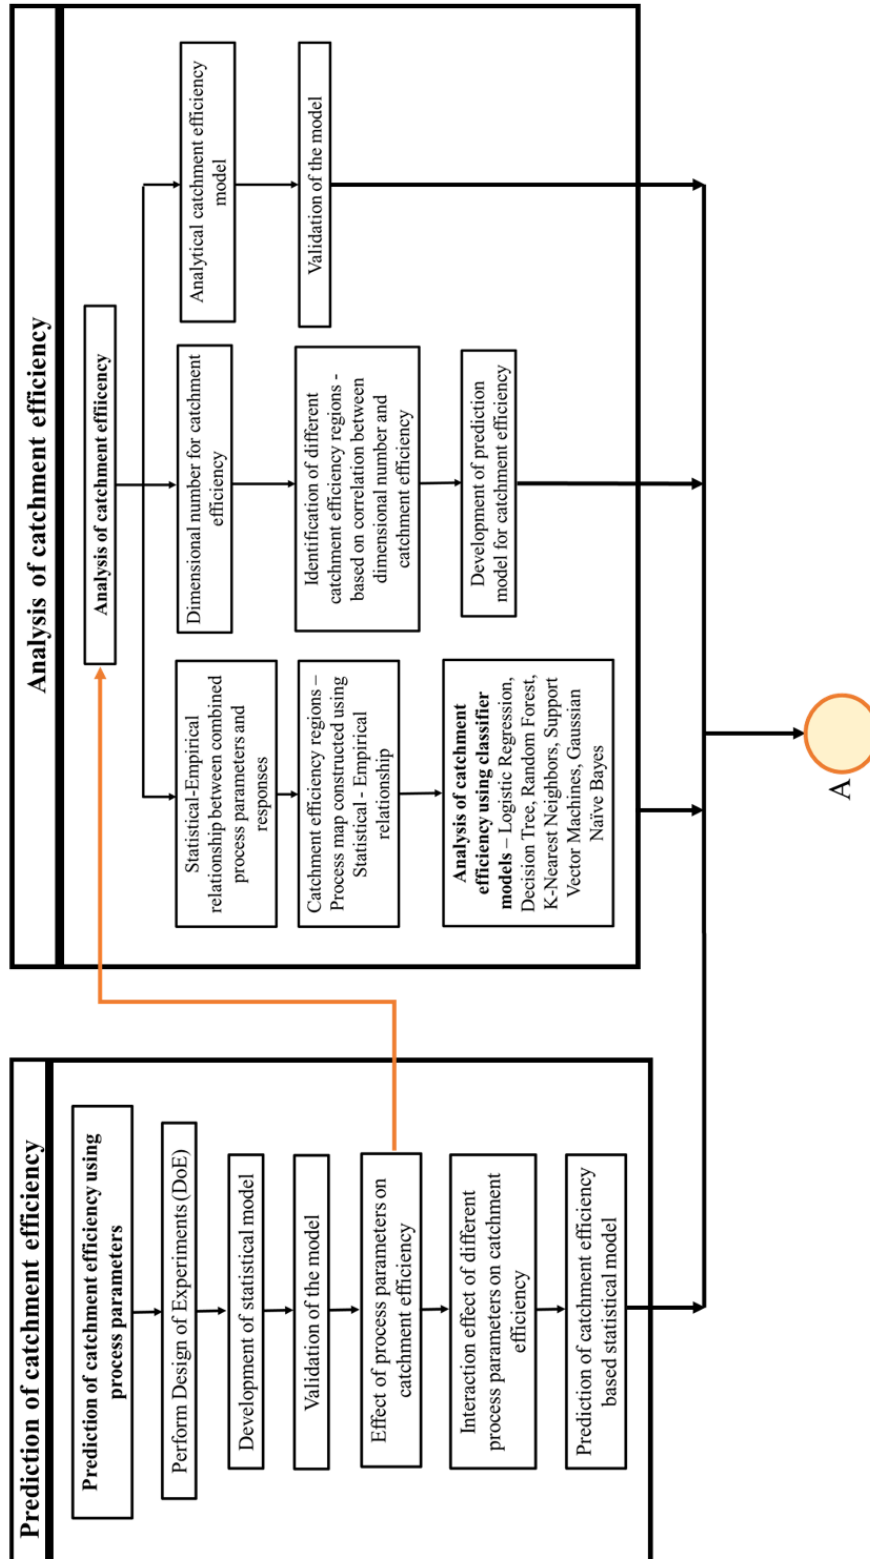 Prediction of catchment efficiency
Prediction of catchment efficiency using
process parameters
Perform Design of Experiments (DoE)
Development of statistical model
Validation of the model
Effect of process parameters on
catchment efficiency
Interaction effect of different
process parameters on catchment
efficiency
Prediction of catchment efficiency
based statistical model
Analysis of catchment efficiency
Analysis of catchment effiicency
Statistical-Empirical
relationship between combined
process parameters and
responses
Catchment efficiency regions –
Process map constructed using
Statistical - Empirical
relationship
Analysis of catchment
efficiency using classifier
models – Logistic Regression,
Decision Tree, Random Forest,
K-Nearest Neighbors, Support
Vector Machines, Gaussian
Naïve Bayes
Dimensional number for catchment
efficiency
Identification of different
catchment efficiency regions -
based on correlation between
dimensional number and
catchment efficiency
Development of prediction
model for catchment efficiency
Analytical catchment efficiency
model
Validation of the model
A